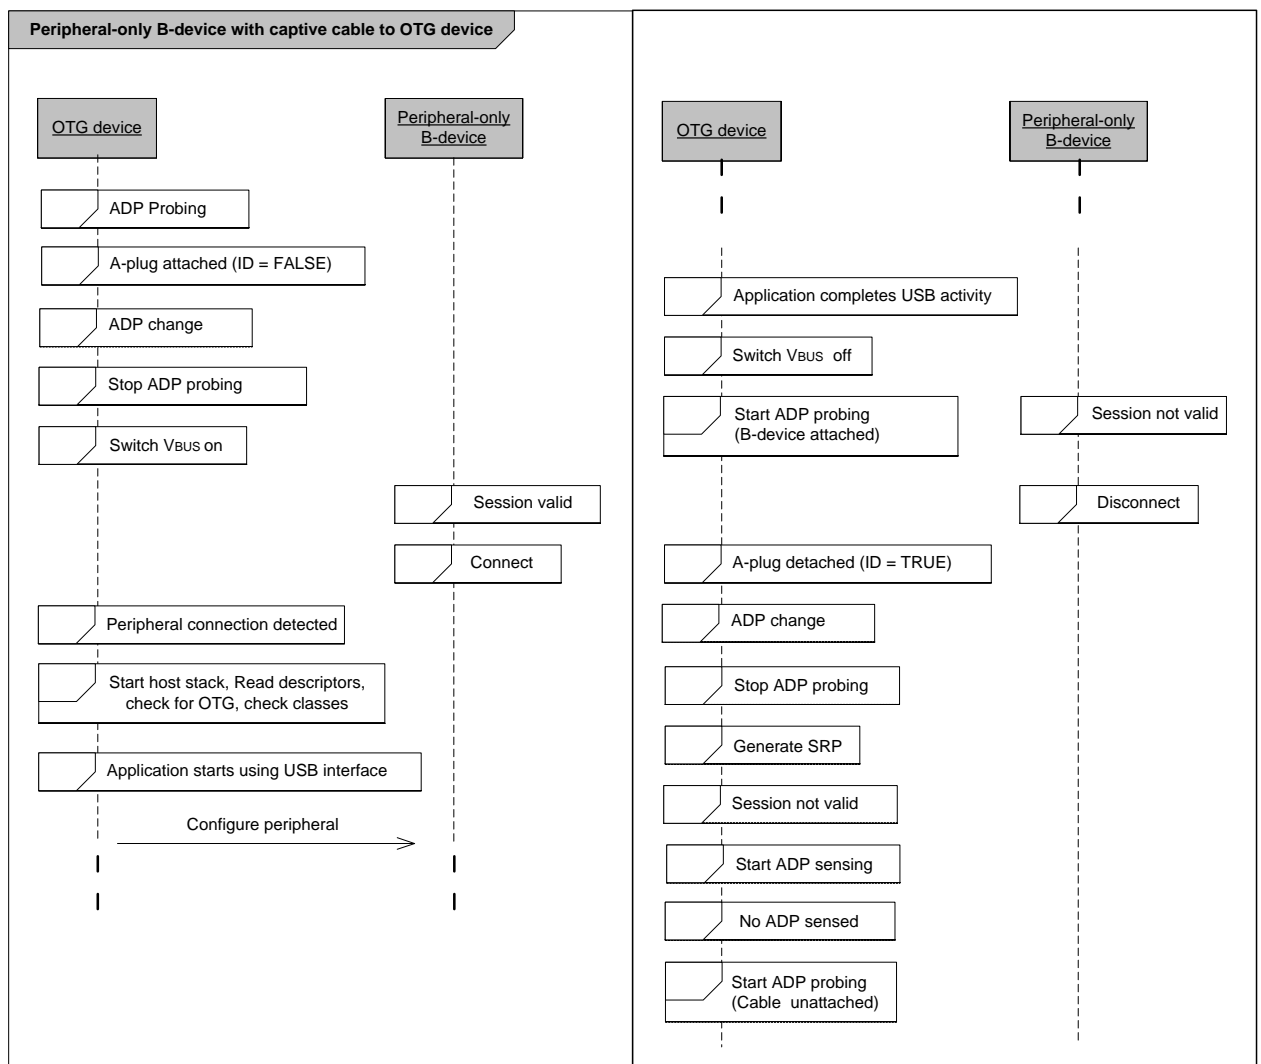 Peripheral-only B-device with captive cable to OTG device
OTG device
Peripheral-only
B-device
ADP Probing
A-plug attached (ID = FALSE)
ADP change
Stop ADP probing
Switch VBUS on
Session valid
Connect
Peripheral connection detected
Start host stack, Read descriptors,
check for OTG, check classes
Application starts using USB interface
Configure peripheral
OTG device
Peripheral-only
B-device
Application completes USB activity
Switch VBUS off
Start ADP probing
(B-device attached)
Session not valid
Disconnect
A-plug detached (ID = TRUE)
ADP change
Stop ADP probing
Generate SRP
Session not valid
Start ADP sensing
No ADP sensed
Start ADP probing
(Cable unattached)